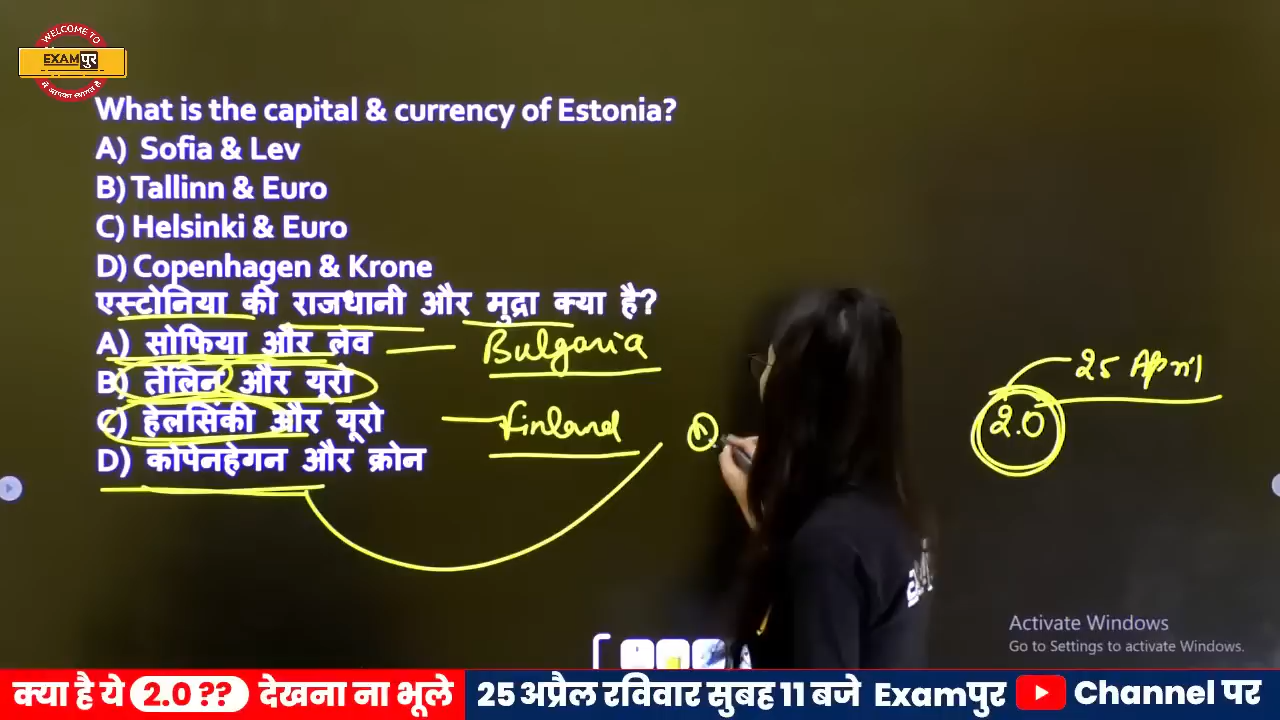 WELCOME TO
EXAMपुर
में आपका स्वागत है
What is the capital & currency of Estonia?
A) Sofia & Lev
B) Tallinn & Euro
C) Helsinki & Euro
D) Copenhagen & Krone
एस्टोनिया की राजधानी और मुद्रा क्या है?
A) सोफिया और लेव
Bulgaria
B) तेलिन और यूरो
25 April
C) हेलसिंकी और यूरो
Finland
2.0
D) कोपेनहेगन और क्रोन
Activate Windows
Go to Settings to activate Windows.
क्या है ये 2.0 ?? देखना ना भूले
25 अप्रैल रविवार सुबह 11 बजे Examपुर Channel पर